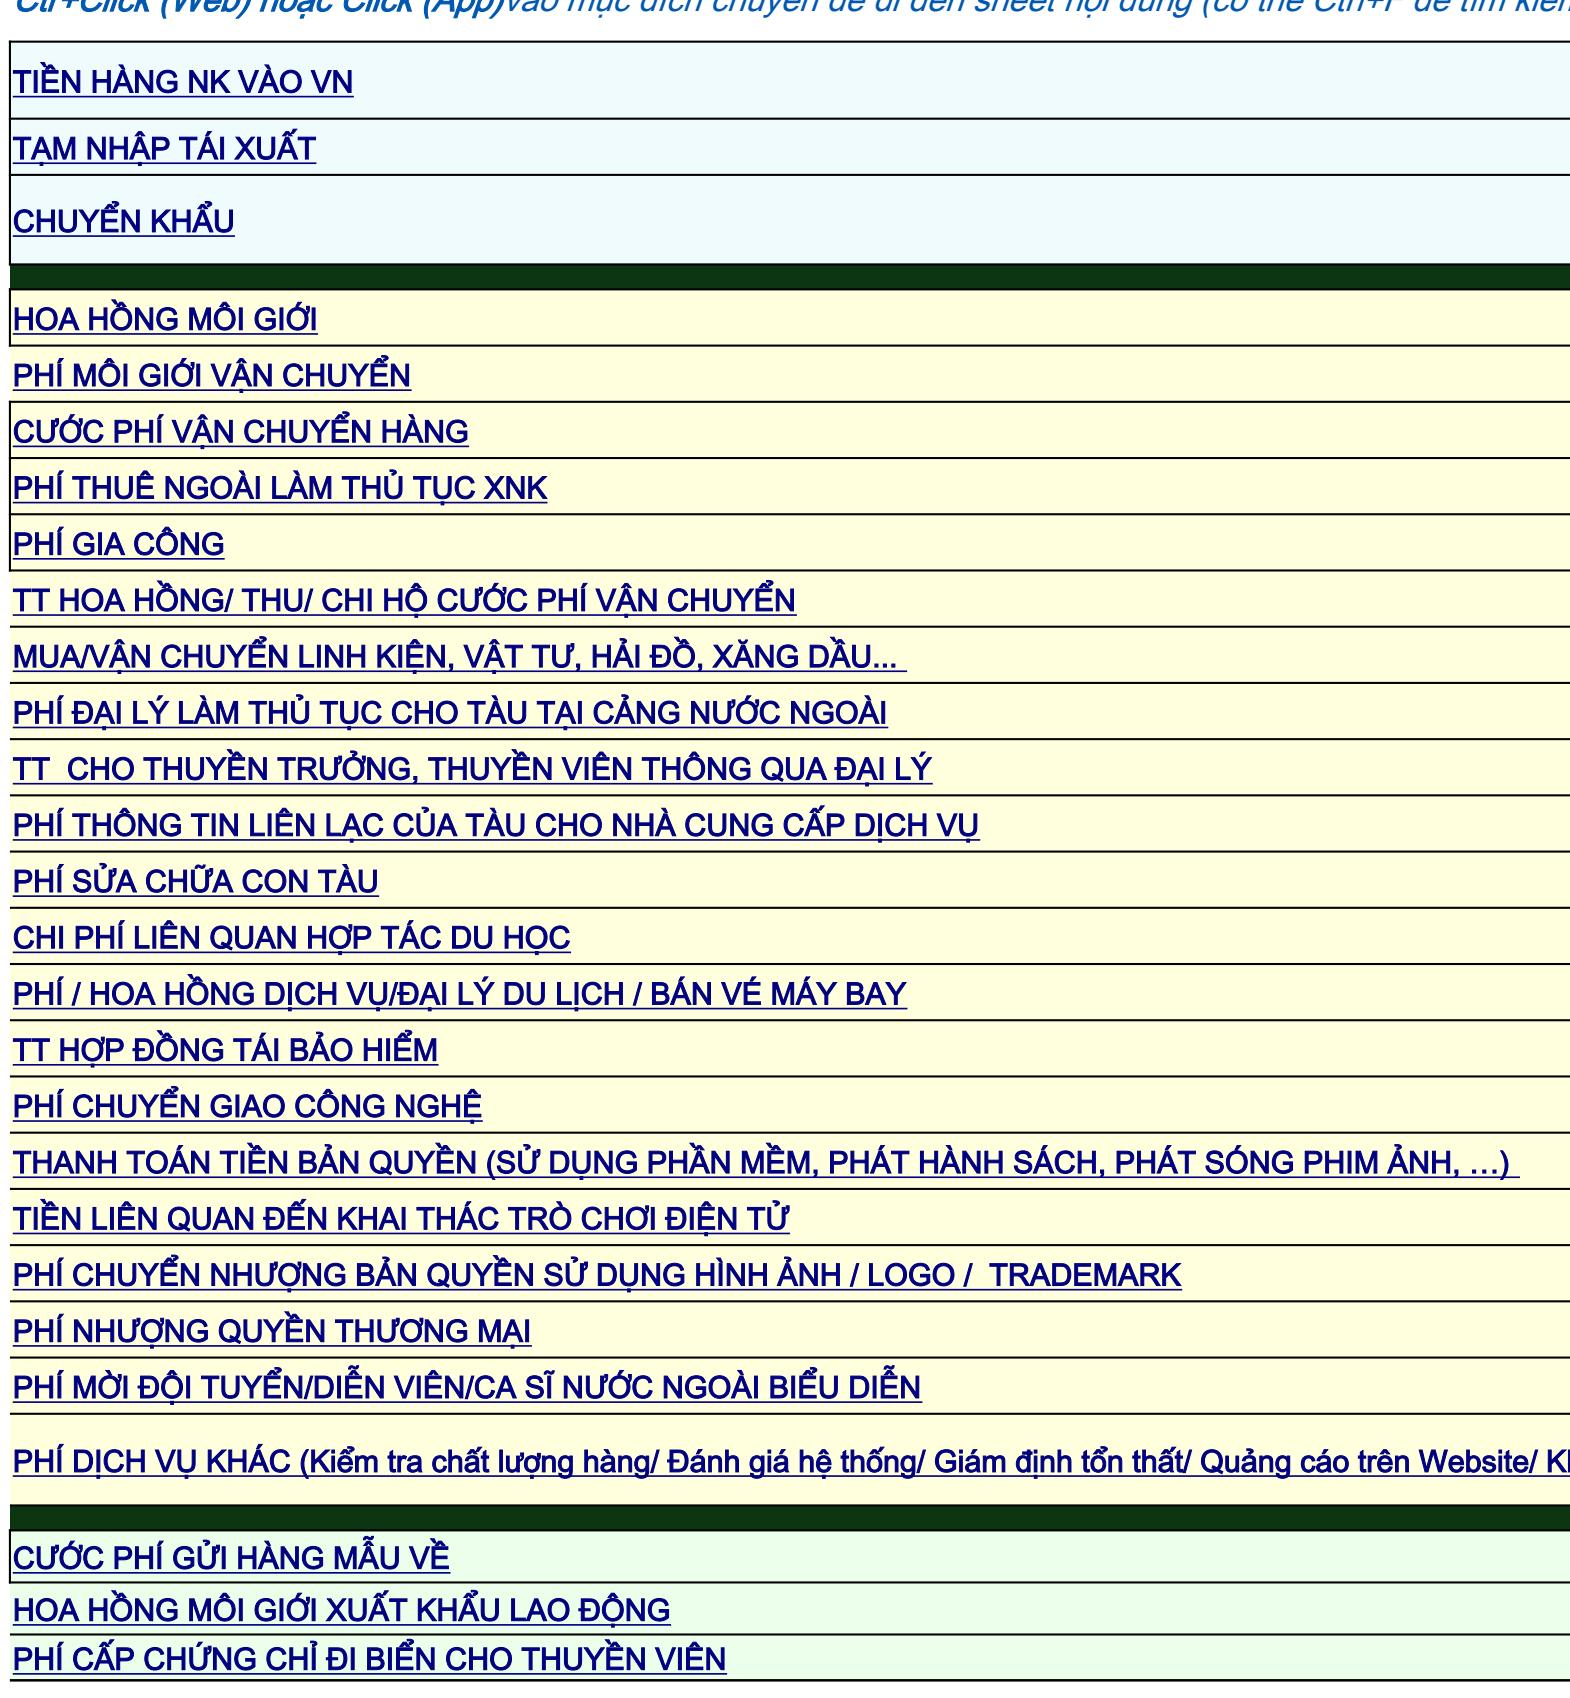 Ctrl+Click (Web) hoặc Click (App)vào mục đích chuyển để đi đến sheet nội dung (có thể Ctrl+F để tìm
TIỀN HÀNG NK VÀO VN
TẠM NHẬP TÁI XUẤT
CHUYỂN KHẨU
HOA HỒNG MÔI GIỚI
PHÍ MÔI GIỚI VẬN CHUYỂN
CƯỚC PHÍ VẬN CHUYỂN HÀNG
PHÍ THUÊ NGOÀI LÀM THỦ TỤC XNK
PHÍ GIA CÔNG
TT HOA HỒNG/ THU/ CHI HỘ CƯỚC PHÍ VẬN CHUYỂN
MUA/VẬN CHUYỂN LINH KIỆN, VẬT TƯ, HẢI ĐỒ, XĂNG DẦU...
PHÍ ĐẠI LÝ LÀM THỦ TỤC CHO TÀU TẠI CẢNG NƯỚC NGOÀI
TT  CHO THUYỀN TRƯỞNG, THUYỀN VIÊN THÔNG QUA ĐẠI LÝ
PHÍ THÔNG TIN LIÊN LẠC CỦA TÀU CHO NHÀ CUNG CẤP DỊCH VỤ
PHÍ SỬA CHỮA CON TÀU
CHI PHÍ LIÊN QUAN HỢP TÁC DU HỌC
PHÍ / HOA HỒNG DỊCH VỤ/ĐẠI LÝ DU LỊCH / BÁN VÉ MÁY BAY
TT HỢP ĐỒNG TÁI BẢO HIỂM
PHÍ CHUYỂN GIAO CÔNG NGHỆ
THANH TOÁN TIỀN BẢN QUYỀN (SỬ DỤNG PHẦN MỀM, PHÁT HÀNH SÁCH, PHÁT SÓNG PHIM ẢNH, …)
TIỀN LIÊN QUAN ĐẾN KHAI THÁC TRÒ CHƠI ĐIỆN TỬ
PHÍ CHUYỂN NHƯỢNG BẢN QUYỀN SỬ DỤNG HÌNH ẢNH / LOGO /  TRADEMARK
PHÍ NHƯỢNG QUYỀN THƯƠNG MẠI
PHÍ MỜI ĐỘI TUYỂN/DIỄN VIÊN/CA SĨ NƯỚC NGOÀI BIỂU DIỄN
PHÍ DỊCH VỤ KHÁC (Kiểm tra chất lượng hàng/ Đánh giá hệ thống/ Giám định tổn thất/ Quảng cáo trên Website/
CƯỚC PHÍ GỬI HÀNG MẪU VỀ
HOA HỒNG MÔI GIỚI XUẤT KHẨU LAO ĐỘNG
PHÍ CẤP CHỨNG CHỈ ĐI BIỂN CHO THUYỀN VIÊN